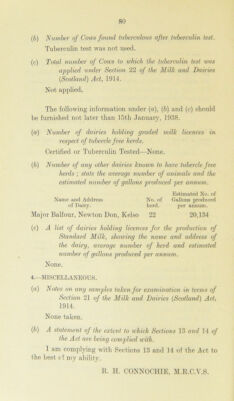 80
(b) Number of Cows found tuberculous after tuberculin test.
Tuberculin test was not used.
(c) Total number of Cows to which the tuberculin test was
applied under Section 22 of the Milk and Dairies
(Scotland) Act, 1914.
Not applied.
The following information under (a), (b) and (c) should
be furnished not later than 15th January, 1938.
(a) Number of dairies holding graded milk licences in
respect of tubercle free herds.
Certified or Tuberculin Tested—None.
(b) Number of any other dairies known to have tubercle free
herds ; state the average number of animals and the
estimated number of gallons produced per annum.
Estimated No. of
Name and Address No. of Gallons produced
of Dairy. herd. per annum.
Major Balfour, Newton Don, Kelso 22 20,134
(c) A list of dairies holding licences for the production of
Standard Milk, showing the name and address of
the dairy, average number of herd and estimated
number of gallons produced per annum.
None.
4.—MISCELLANEOUS.
(a) Notes on any samples taken for examination in terms of
Section 21 of the Milk and Dairies (Scotland) Act,
1914.
None taken.
(b) A statement of the extent to which Sections 13 and 14 of
the Act are being complied with.
I am complying with Sections 13 and 14 of the Act to
the best of my ability.
R. H. CONNOCHIE, M.R.C.V.S.